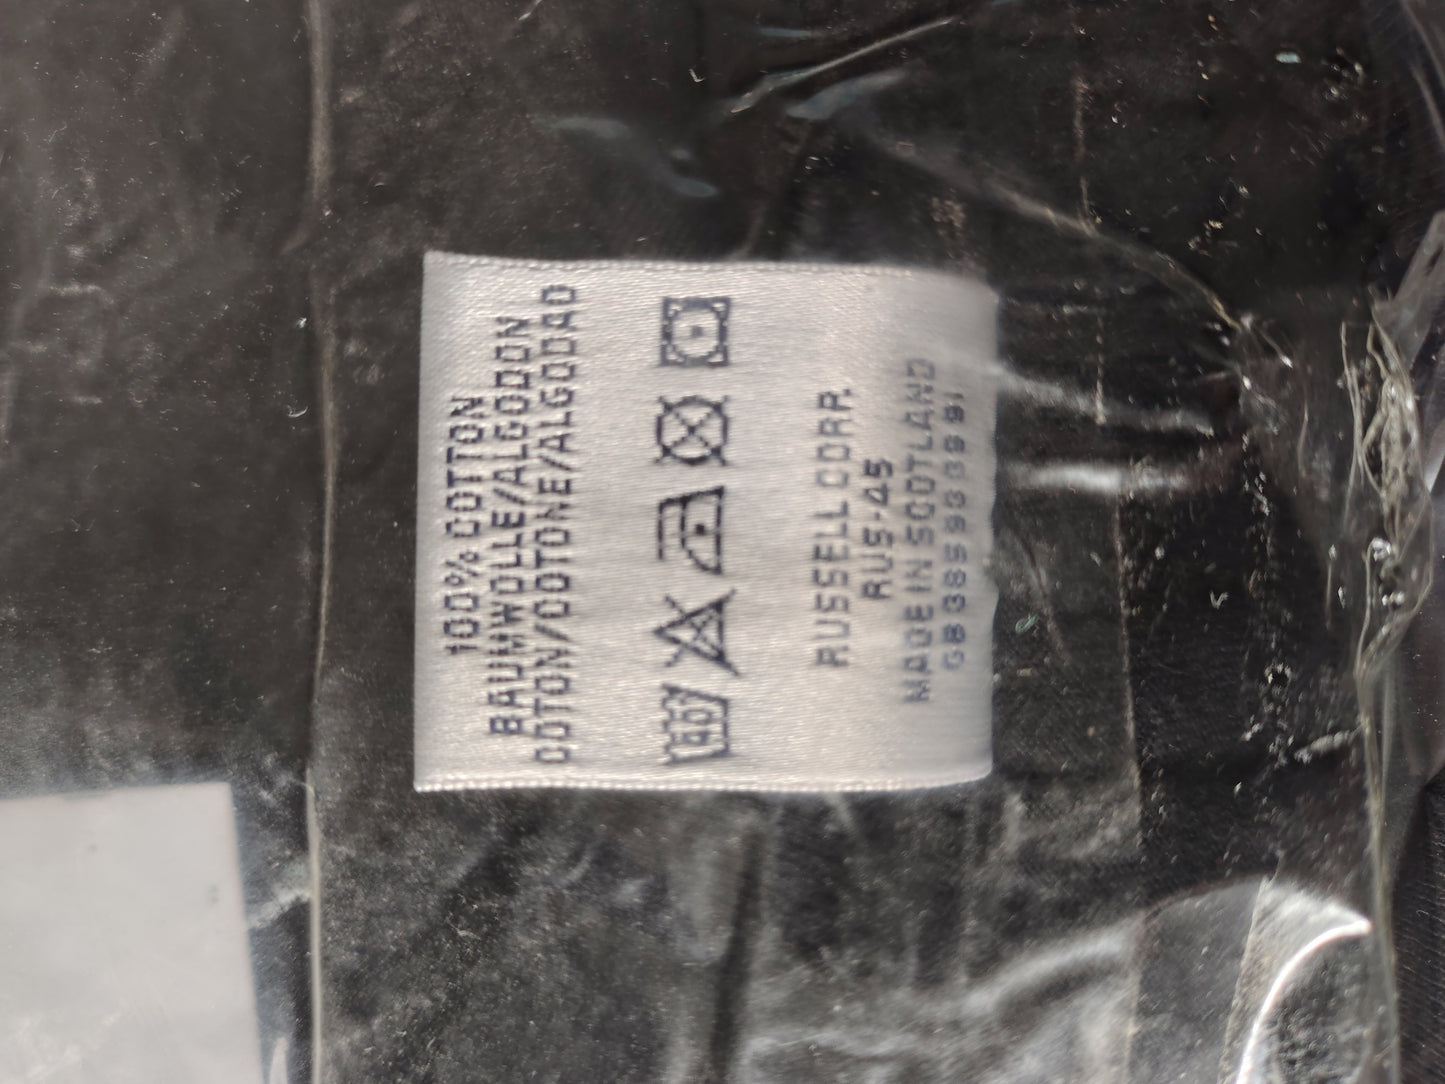 100% COTTON
BAUMWOLLE/ALGODON
COTON/COTONE/ALGODAO
40
RUSSELL CORP.
RUS-45
MADE IN SCOTLAND